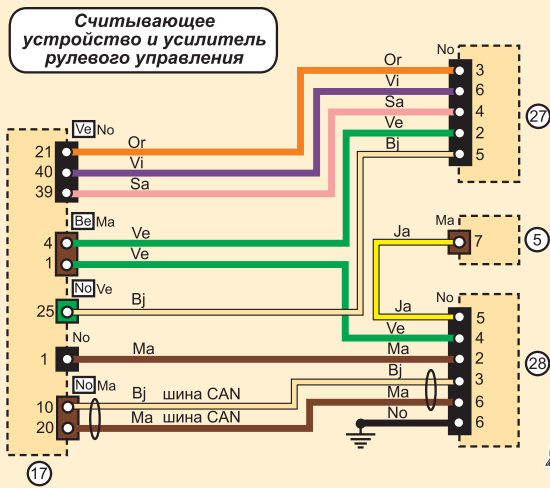 Считывающее
устройство и усилитель
рулевого управления
No
Or 3
Vi 6
Sa 4
Ve 2
Bj 5
27
Ve No
21 Or
40 Vi
39 Sa
Be Ma
4 Ve
1 Ve
No Ve
25 Bj
No
1 Ma
No Ma
10 Bj шина CAN
20 Ma шина CAN
17
Ma
Ja 7
5
No
Ja 5
Ve 4
Ma 2
Bj 3
Ma 6
No 6
28